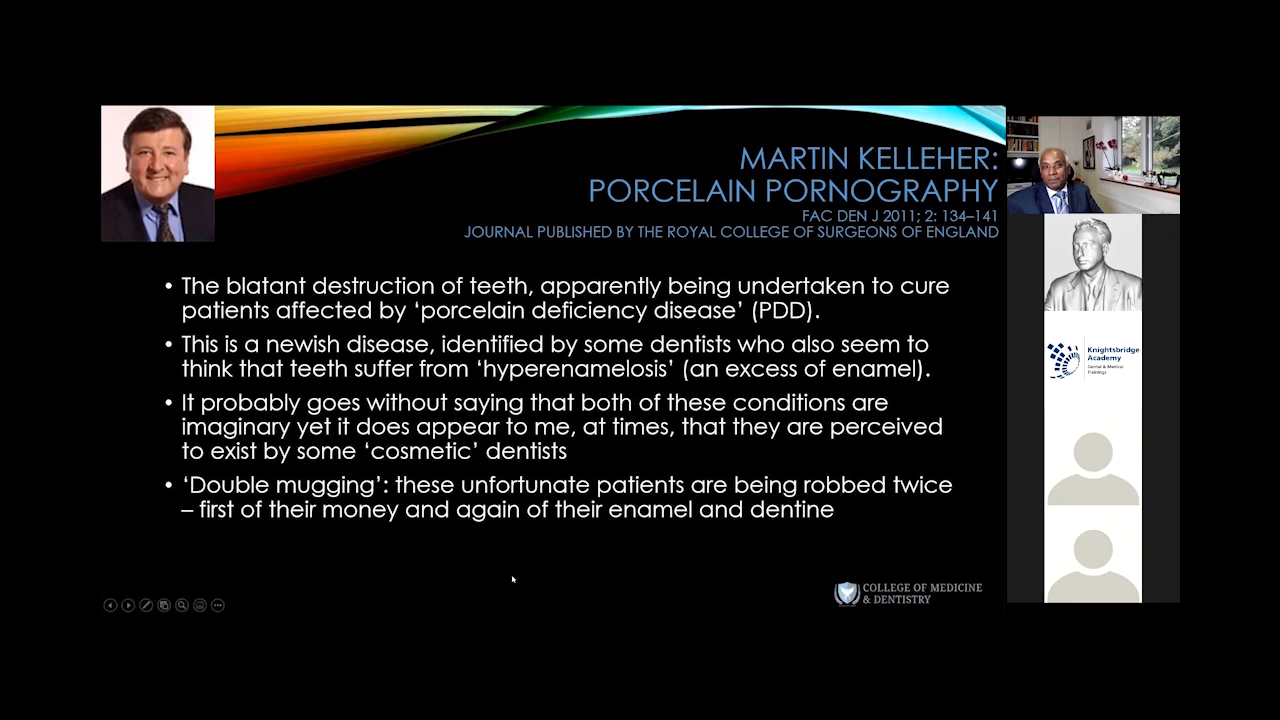 MARTIN KELLEHER:
PORCELAIN PORNOGRAPHY
FAC DEN J 2011; 2: 134–141
JOURNAL PUBLISHED BY THE ROYAL COLLEGE OF SURGEONS OF ENGLAND
• The blatant destruction of teeth, apparently being undertaken to cure
patients affected by ‘porcelain deficiency disease’ (PDD).
• This is a newish disease, identified by some dentists who also seem to
think that teeth suffer from ‘hyperenamelosis’ (an excess of enamel).
• It probably goes without saying that both of these conditions are
imaginary yet it does appear to me, at times, that they are perceived
to exist by some ‘cosmetic’ dentists
• ‘Double mugging’: these unfortunate patients are being robbed twice
– first of their money and again of their enamel and dentine
COLLEGE OF MEDICINE
& DENTISTRY
Knightsbridge
Academy
Dental & Medical
Trainings